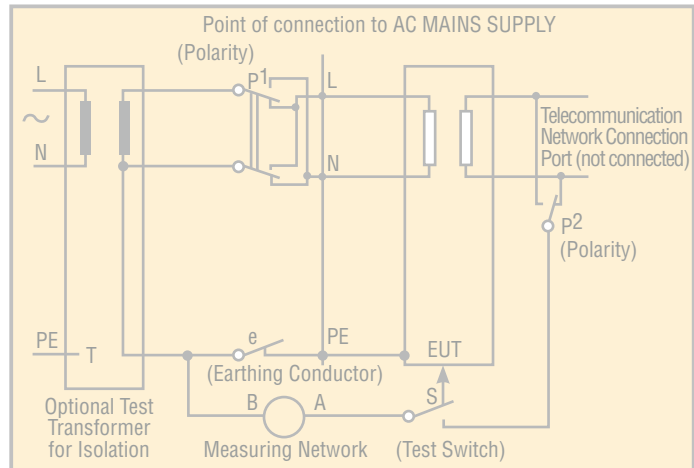 Point of connection to AC MAINS SUPPLY
(Polarity)
P1
L
L
N
N
Telecommunication
Network Connection
Port (not connected)
P2
(Polarity)
PE
T
e
PE
(Earthing Conductor)
EUT
B
A
S
Optional Test
Transformer
for Isolation
Measuring Network
(Test Switch)